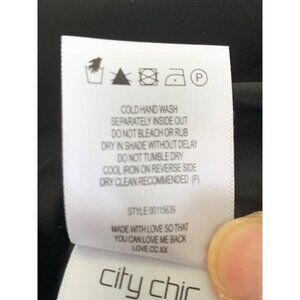 P
COLD HAND WASH
SEPARATELY INSIDE OUT
DO NOT BLEACH OR RUB
DRY IN SHADE WITHOUT DELAY
DO NOT TUMBLE DRY
COOL IRON ON REVERSE SIDE
DRY CLEAN RECOMMENDED (P)
STYLE 00115639
MADE WITH LOVE SO THAT
YOU CAN LOVE ME BACK
LOVE CC XX
city chic